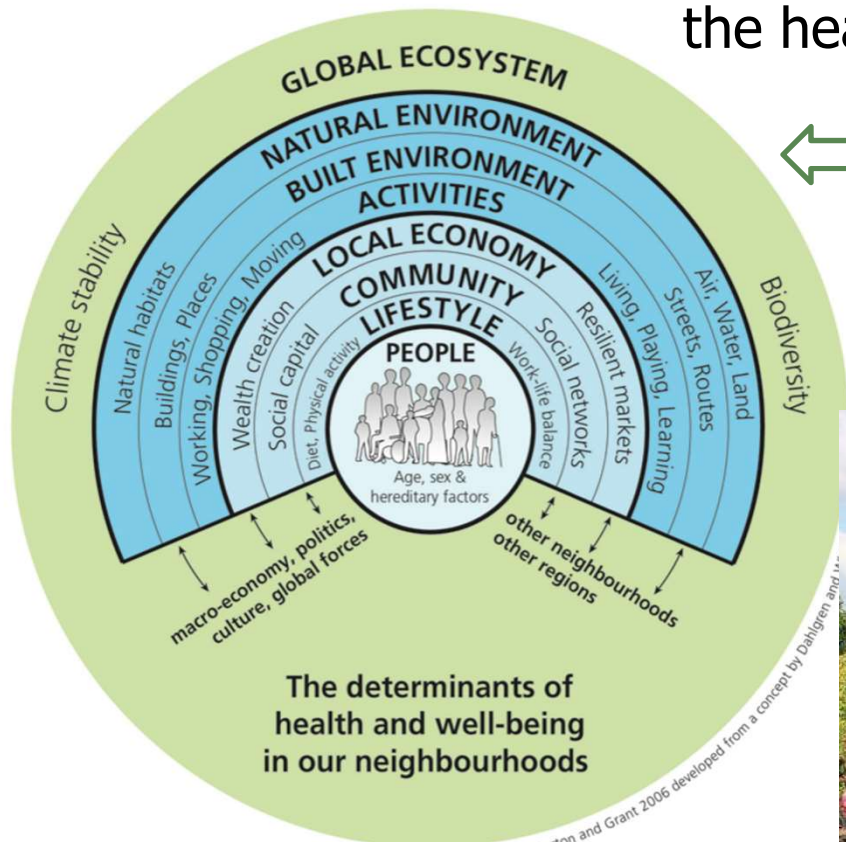 the
GLOBAL ECOSYSTEM
NATURAL ENVIRONMENT
BUILT ENVIRONMENT
ACTIVITIES
LOCAL ECONOMY
COMMUNITY
LIFESTYLE
PEOPLE
Age, sex &
hereditary factors
Climate stability
Natural habitats
Buildings, Places
Working, Shopping, Moving
Wealth creation
Social capital
Diet, Physical activity
Work-life balance
Social networks
Resilient markets
Living, Playing, Learning
Streets, Routes
Air, Water, Land
Biodiversity
macro-economy, politics,
culture, global forces
other neighbourhoods
other regions
The determinants of
health and well-being
in our neighbourhoods
and Grant 2006 developed from a concept by Dahlgren and